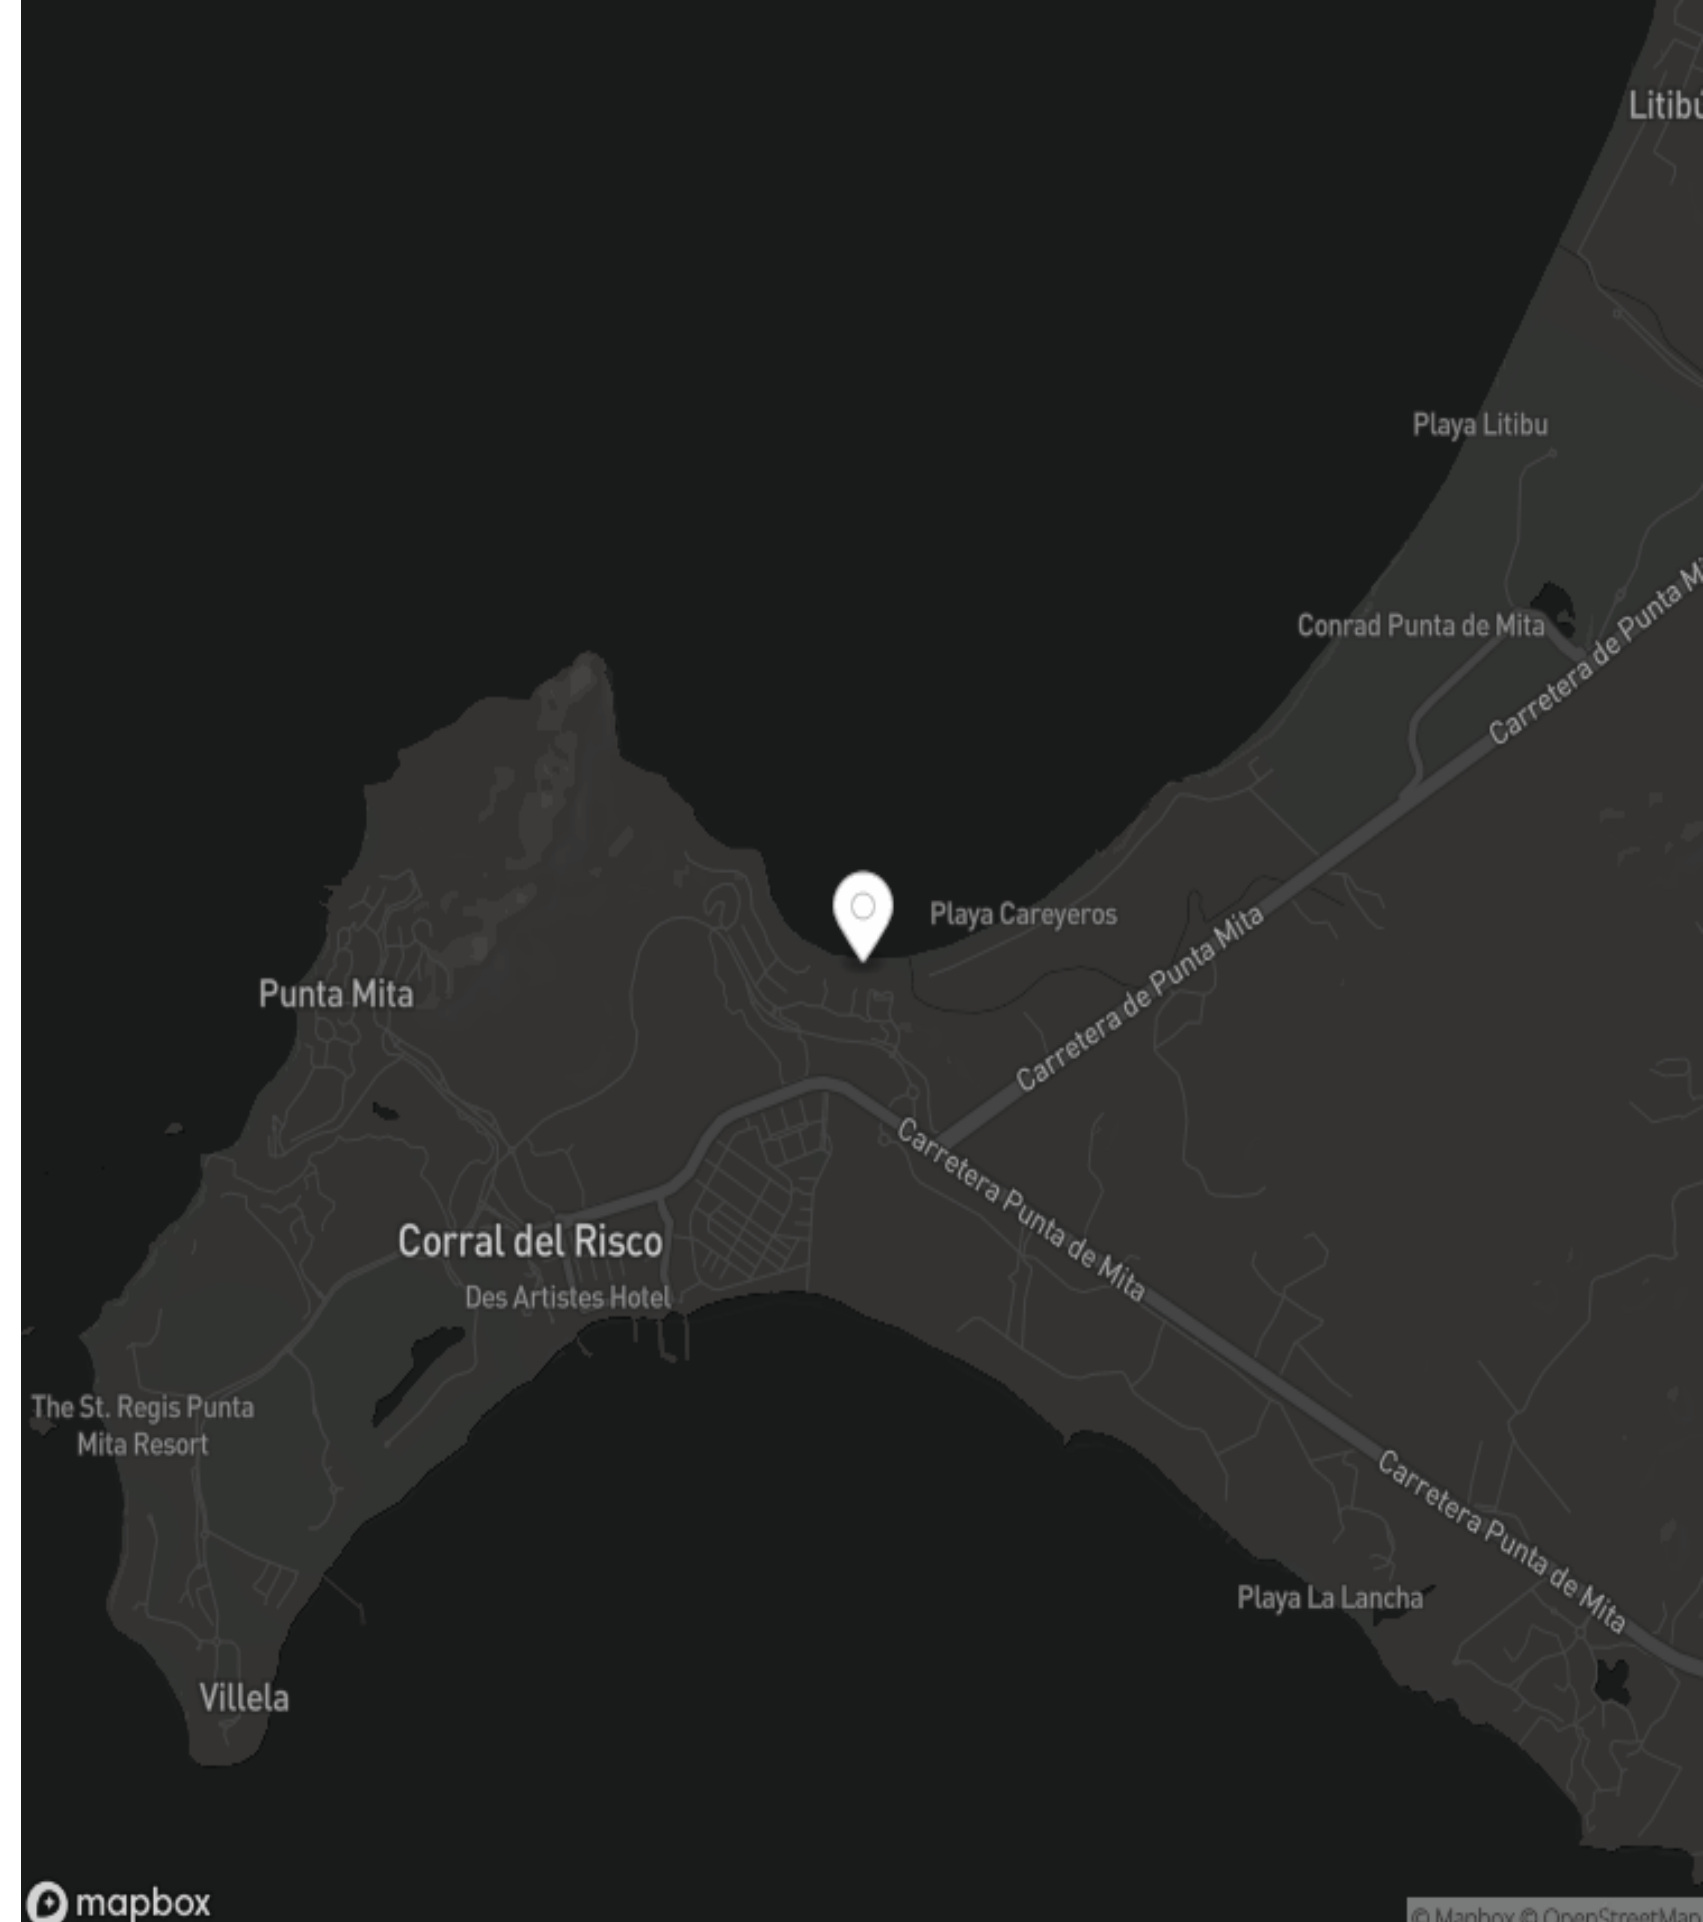 Litibú
Playa Litibu
Conrad Punta de Mita
Carretera de Punta Mi
Playa Careyeros
Carretera de Punta Mita
Punta Mita
Carretera Punta de Mita
Corral del Risco
Des Artistes Hotel
The St. Regis Punta
Mita Resort
Carretera Punta de Mita
Playa La Lancha
Villela
mapbox
© Mapbox © OpenStreetMap